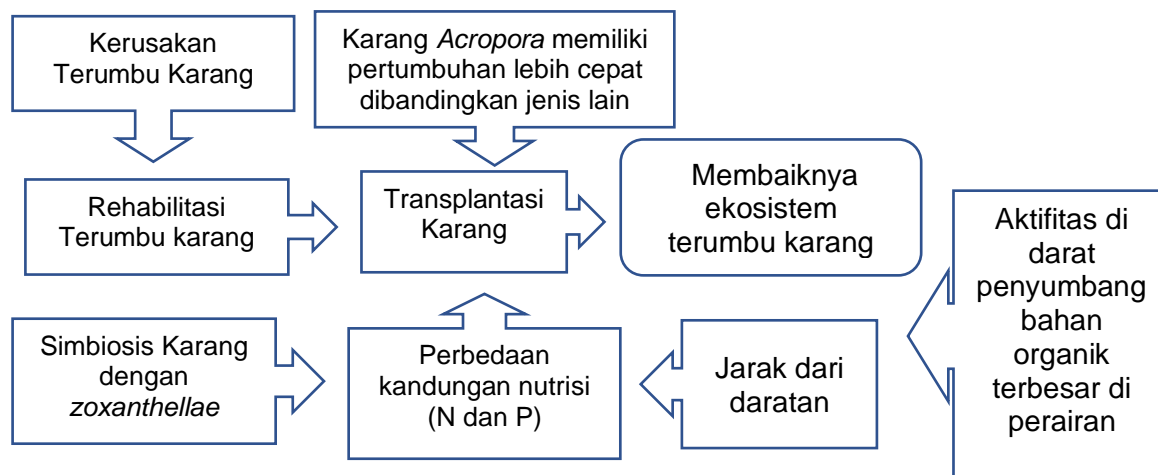 Kerusakan
Terumbu Karang
Karang Acropora memiliki
pertumbuhan lebih cepat
dibandingkan jenis lain
Rehabilitasi
Terumbu karang
Transplantasi
Karang
Membaiknya
ekosistem
terumbu karang
Aktifitas di
darat
penyumbang
bahan
organik
terbesar di
perairan
Simbiosis Karang
dengan
zoxanthellae
Perbedaan
kandungan nutrisi
(N dan P)
Jarak dari
daratan